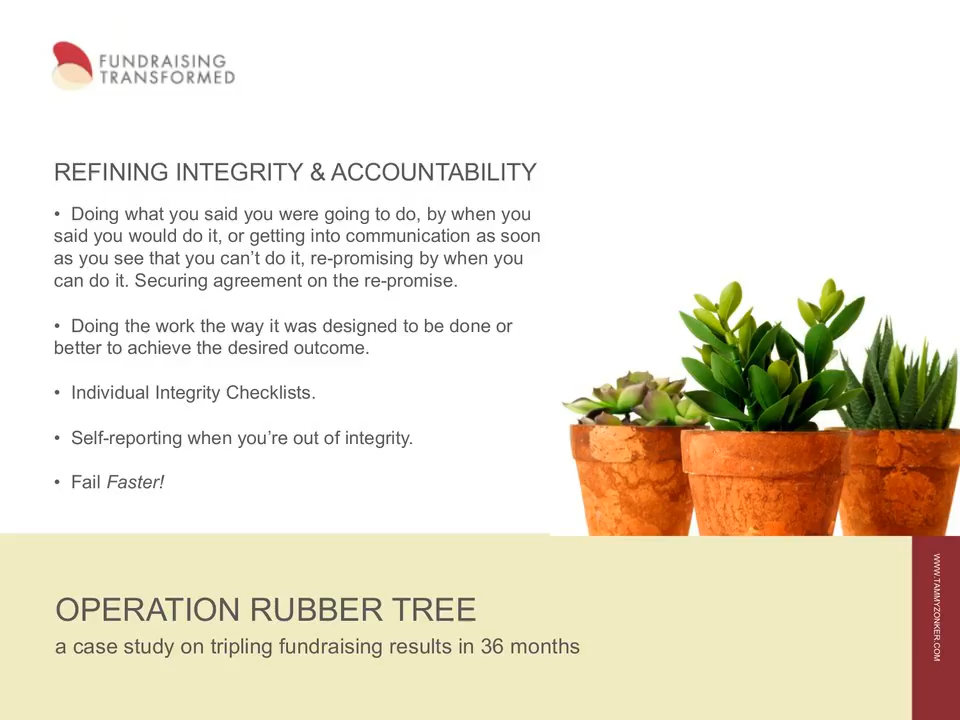 FUNDRAISING
TRANSFORMED
REFINING INTEGRITY & ACCOUNTABILITY
• Doing what you said you were going to do, by when you
said you would do it, or getting into communication as soon
as you see that you can’t do it, re-promising by when you
can do it. Securing agreement on the re-promise.
• Doing the work the way it was designed to be done or
better to achieve the desired outcome.
• Individual Integrity Checklists.
• Self-reporting when you’re out of integrity.
• Fail Faster!
OPERATION RUBBER TREE
a case study on tripling fundraising results in 36 months
WWW.TAMMYZONKER.COM